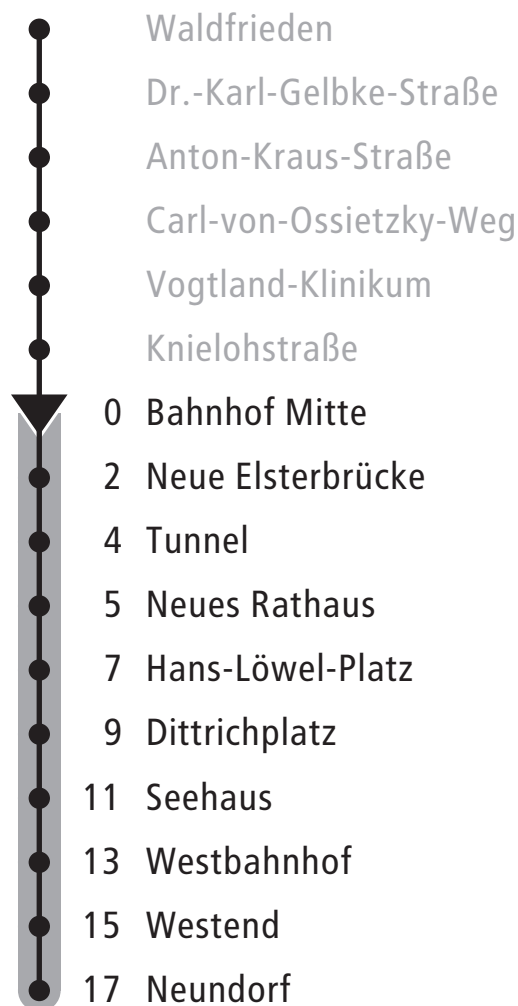 Waldfrieden
Dr.-Karl-Gelbke-Straße
Anton-Kraus-Straße
Carl-von-Ossietzky-Weg
Vogtland-Klinikum
Knielohstraße
0 Bahnhof Mitte
2 Neue Elsterbrücke
4 Tunnel
5 Neues Rathaus
7 Hans-Löwel-Platz
9 Dittrichplatz
11 Seehaus
13 Westbahnhof
15 Westend
17 Neundorf